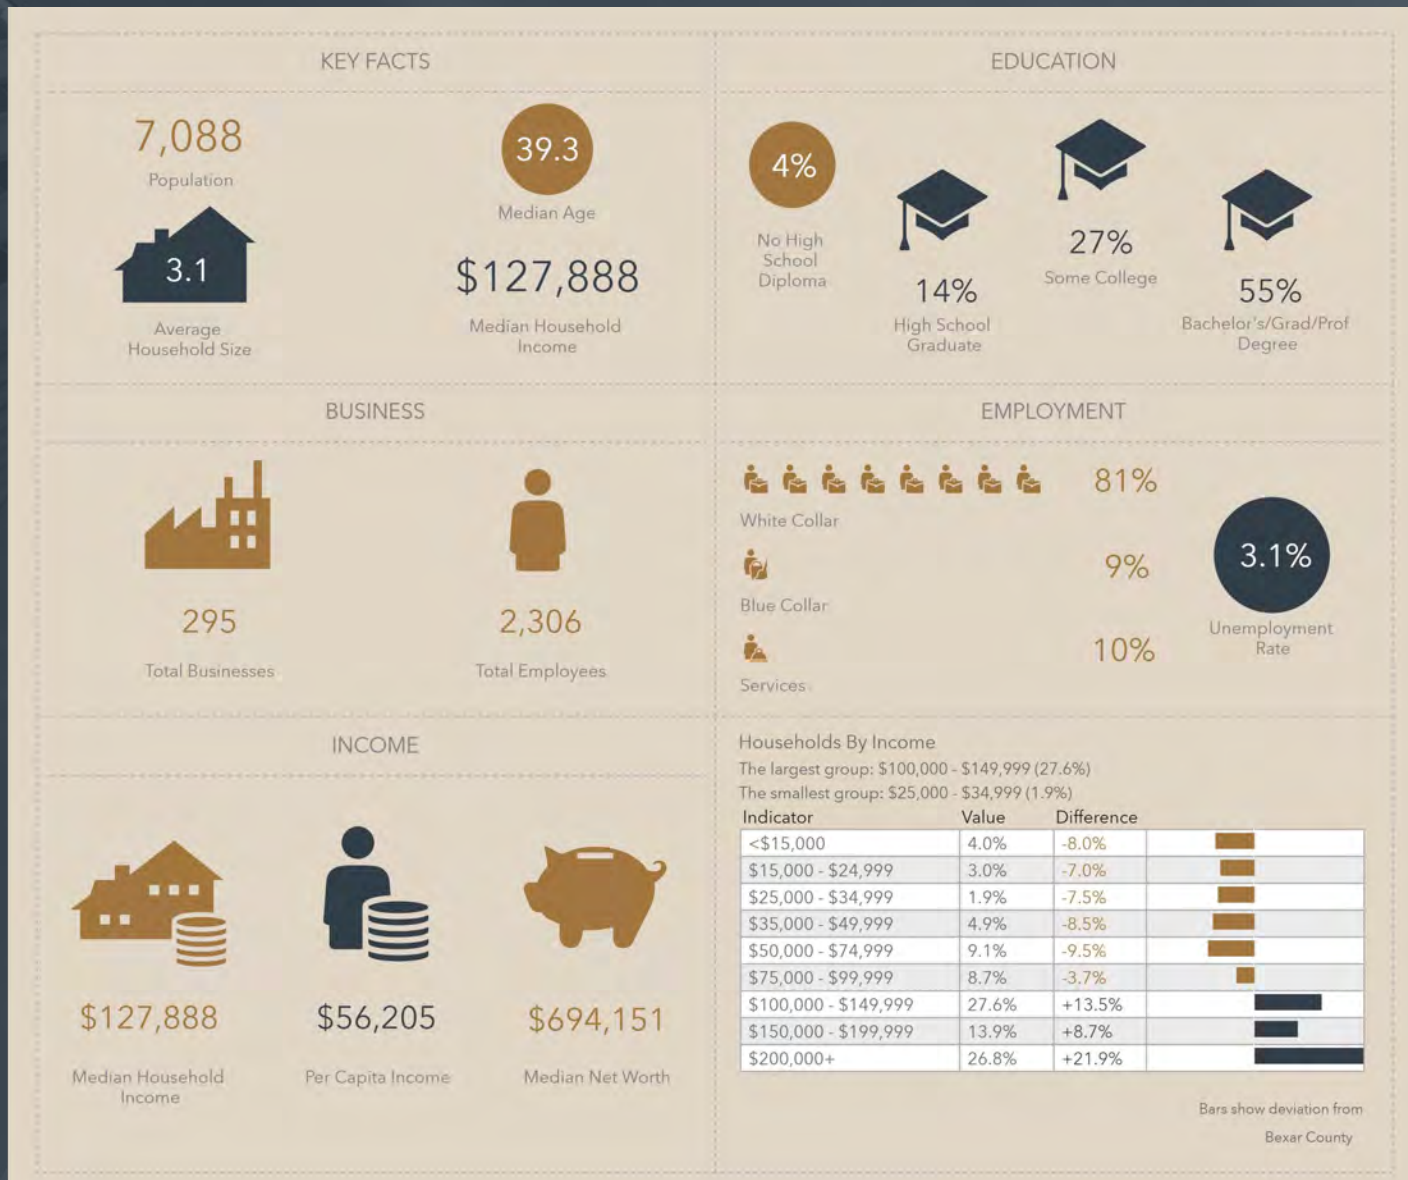 KEY FACTS
7,088
Population
39.3
Median Age
3.1
Average
Household Size
$127,888
Median Household
Income
EDUCATION
4%
No High
School
Diploma
14%
High School
Graduate
27%
Some College
55%
Bachelor's/Grad/Prof
Degree
BUSINESS
295
Total Businesses
2,306
Total Employees
EMPLOYMENT
81%
White Collar
9%
Blue Collar
10%
Services
3.1%
Unemployment
Rate
INCOME
$127,888
Median Household
Income
$56,205
Per Capita Income
$694,151
Median Net Worth
Households By Income
The largest group: $100,000 - $149,999 (27.6%)
The smallest group: $25,000 - $34,999 (1.9%)
Indicator Value Difference
<$15,000 4.0% -8.0%
$15,000 - $24,999 3.0% -7.0%
$25,000 - $34,999 1.9% -7.5%
$35,000 - $49,999 4.9% -8.5%
$50,000 - $74,999 9.1% -9.5%
$75,000 - $99,999 8.7% -3.7%
$100,000 - $149,999 27.6% +13.5%
$150,000 - $199,999 13.9% +8.7%
$200,000+ 26.8% +21.9%
Bars show deviation from
Bexar County